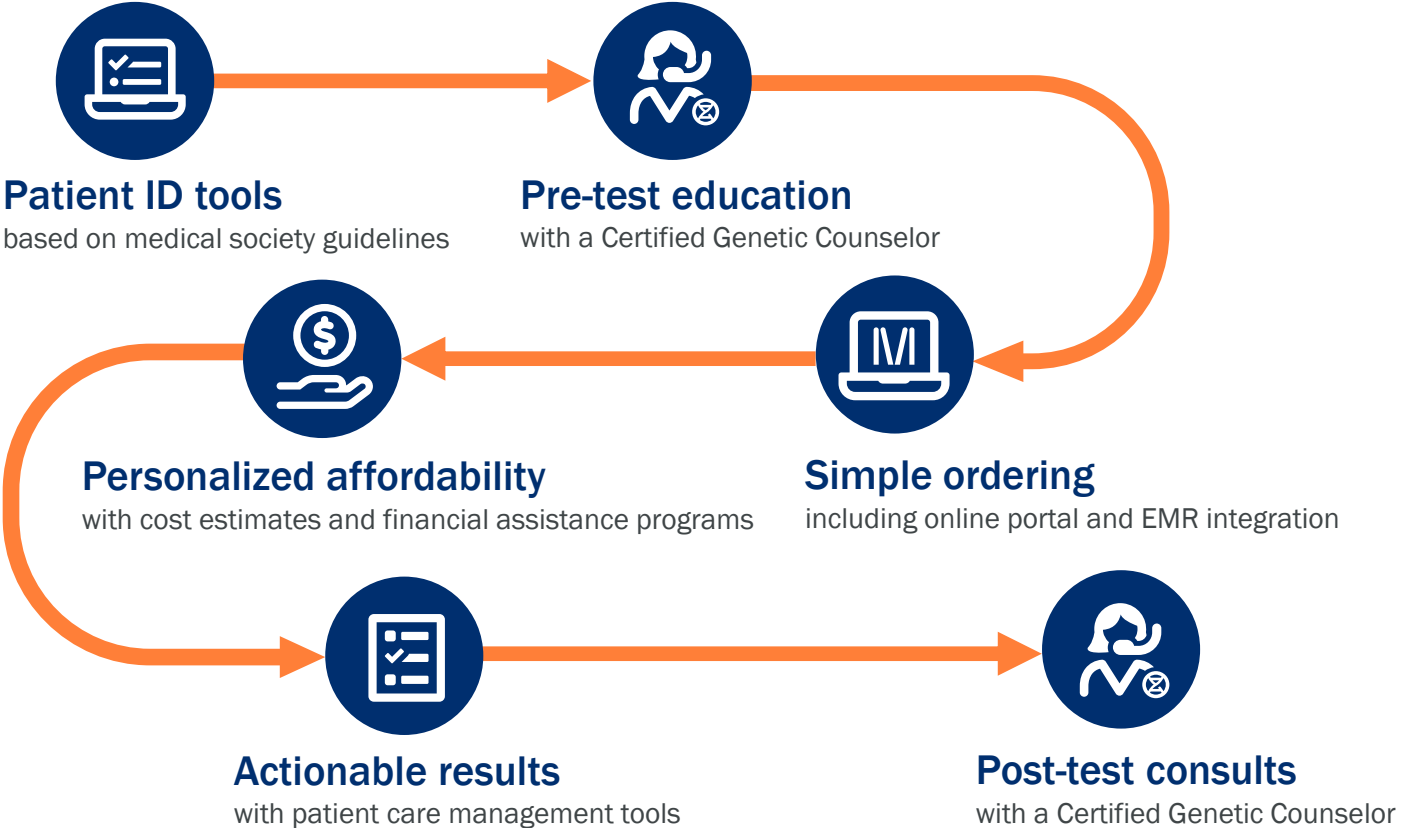 Patient ID tools
based on medical society guidelines
Pre-test education
with a Certified Genetic Counselor
Simple ordering
including online portal and EMR integration
Personalized affordability
with cost estimates and financial assistance programs
Actionable results
with patient care management tools
Post-test consults
with a Certified Genetic Counselor